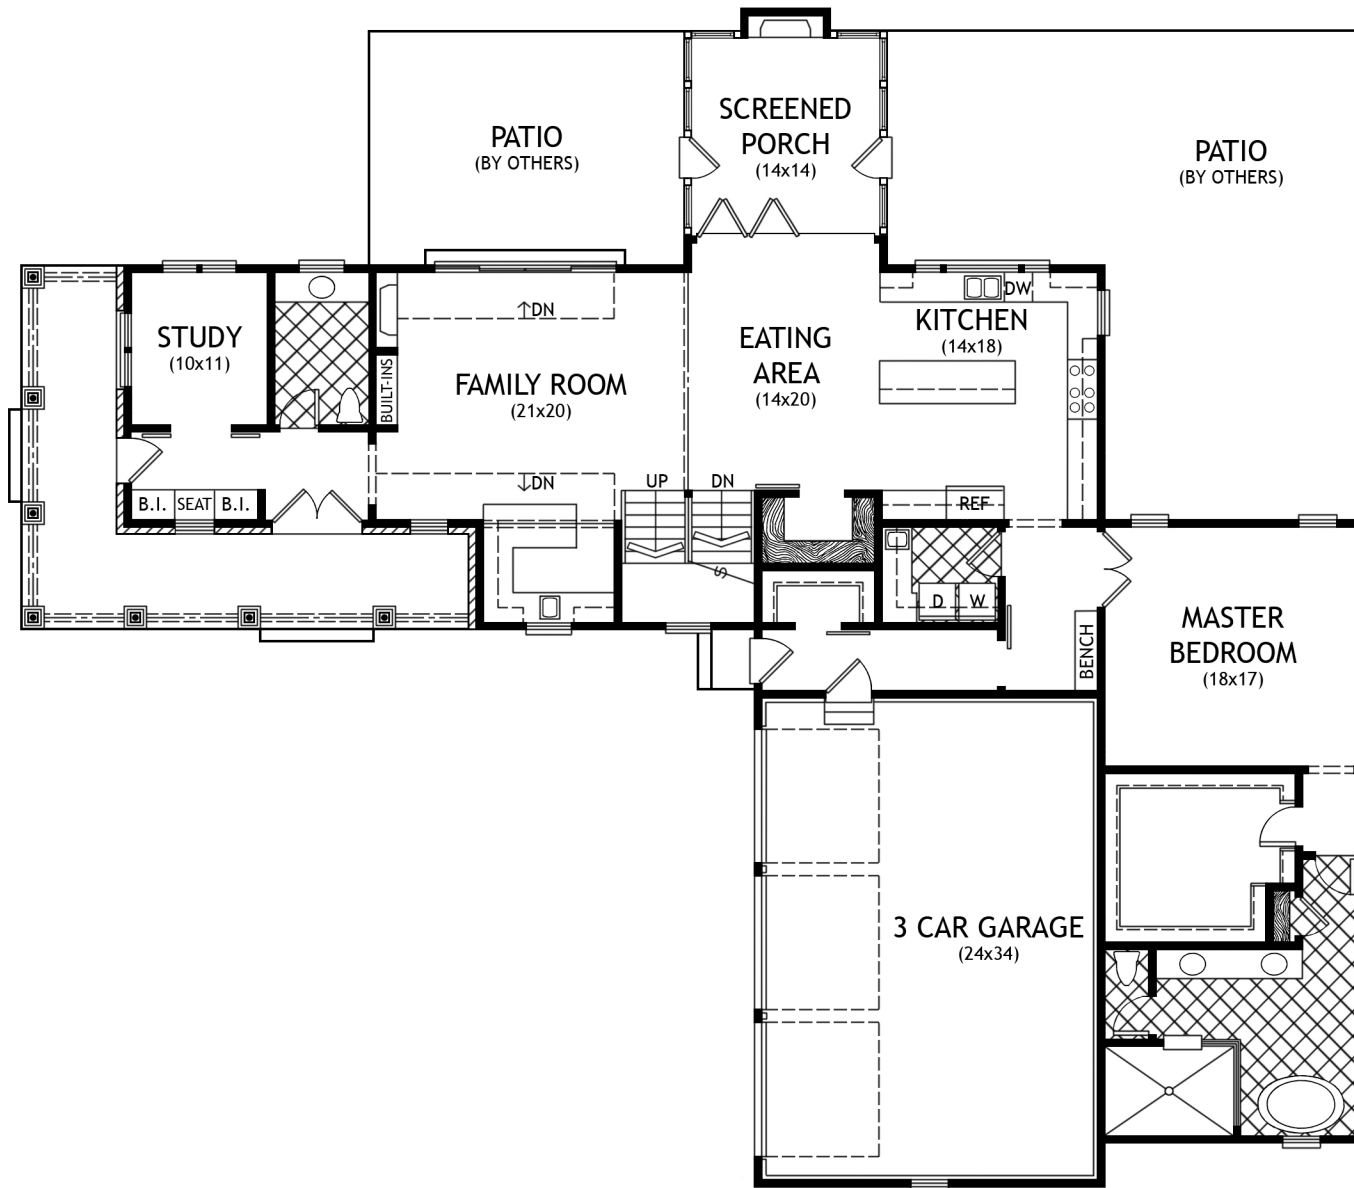 SCREENED
PORCH
(14x14)
PATIO
(BY OTHERS)
PATIO
(BY OTHERS)
STUDY
(10x11)
BUILT-INS
DN
FAMILY ROOM
(21x20)
DN
EATING
AREA
(14x20)
DW
KITCHEN
(14x18)
REF
B.I.
SEAT
B.I.
UP
DN
S
D
W
BENCH
MASTER
BEDROOM
(18x17)
3 CAR GARAGE
(24x34)